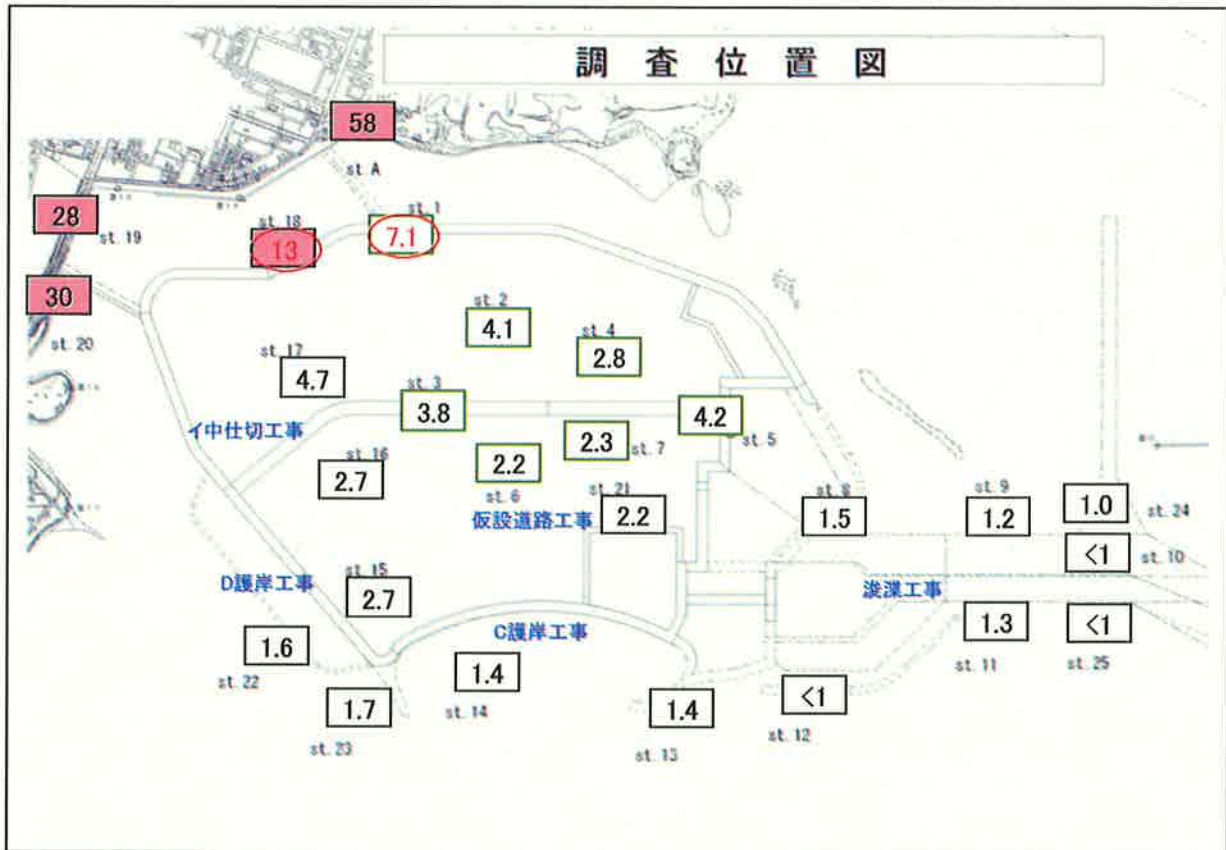 調査位置図
58
st. A
28
st. 19
st. 18
13
st. 1
7.1
30
st. 20
st. 2
4.1
st. 4
2.8
st. 17
4.7
st. 3
3.8
4.2
st. 5
イ中仕切工事
2.3
st. 7
st. 16
2.7
2.2
st. 6
st. 21
2.2
仮設道路工事
st. 8
1.5
st. 9
1.2
1.0
st. 24
<1
st. 10
D護岸工事
st. 15
2.7
C護岸工事
浚渫工事
1.3
st. 11
<1
st. 25
1.6
st. 22
1.4
st. 14
1.7
st. 23
1.4
st. 13
<1
st. 12